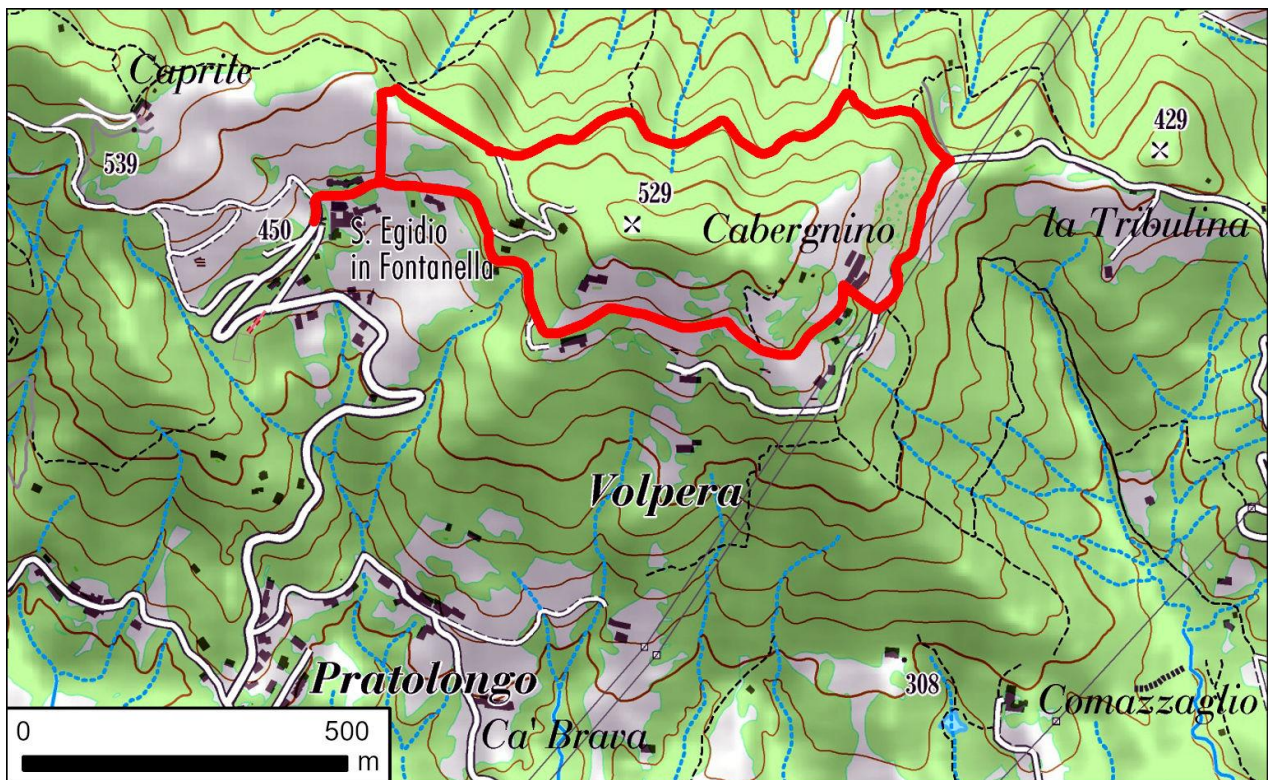 Caprile
539
450
S. Egidio
in Fontanella
529
Cabergnino
429
la Tribulina
Volpera
Pratolongo
Ca' Brava
308
Comazzaglio
0 500
m